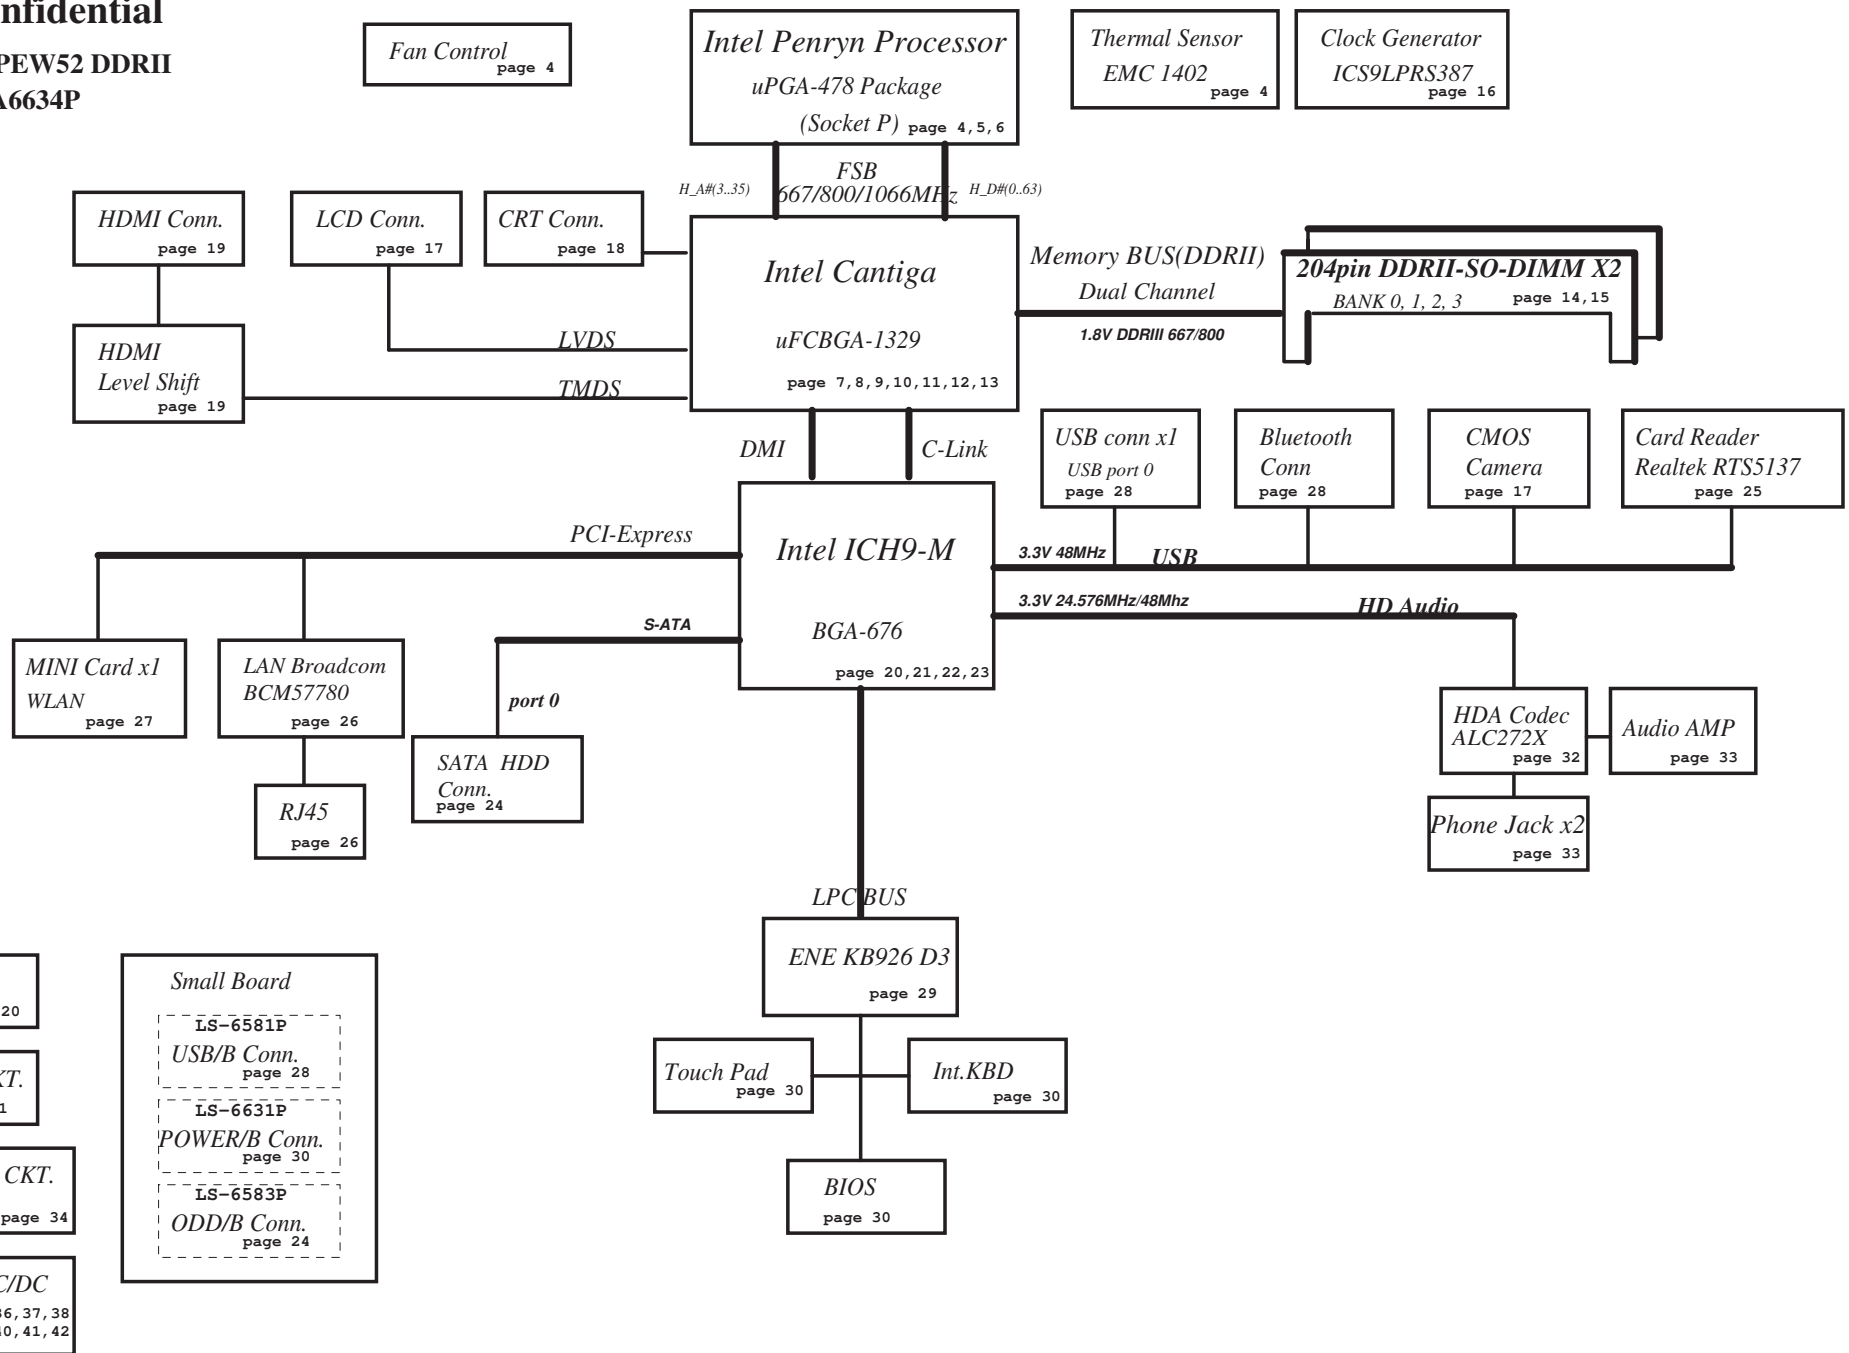 nfidential
PEW52 DDRII
A6634P
Fan Control
page 4
Intel Penryn Processor
uPGA-478 Package
(Socket P) page 4,5,6
Thermal Sensor
EMC 1402
page 4
Clock Generator
ICS9LPRS387
page 16
H_A#(3..35)
FSB
667/800/1066MHz
H_D#(0..63)
HDMI Conn.
page 19
LCD Conn.
page 17
CRT Conn.
page 18
Intel Cantiga
uFCBGA-1329
page 7,8,9,10,11,12,13
Memory BUS(DDRII)
Dual Channel
1.8V DDRIII 667/800
204pin DDRII-SO-DIMM X2
BANK 0, 1, 2, 3 page 14,15
HDMI
Level Shift
page 19
LVDS
TMDS
DMI
C-Link
USB conn x1
USB port 0
page 28
Bluetooth
Conn
page 28
CMOS
Camera
page 17
Card Reader
Realtek RTS5137
page 25
PCI-Express
Intel ICH9-M
BGA-676
page 20,21,22,23
3.3V 48MHz
USB
3.3V 24.576MHz/48Mhz
HD Audio
S-ATA
port 0
MINI Card x1
WLAN
page 27
LAN Broadcom
BCM57780
page 26
RJ45
page 26
SATA HDD
Conn.
page 24
HDA Codec
ALC272X
page 32
Audio AMP
page 33
Phone Jack x2
page 33
LPC BUS
ENE KB926 D3
page 29
Touch Pad
page 30
Int.KBD
page 30
BIOS
page 30
20
KT.
1
CKT.
page 34
C/DC
36,37,38
40,41,42
Small Board
LS-6581P
USB/B Conn.
page 28
LS-6631P
POWER/B Conn.
page 30
LS-6583P
ODD/B Conn.
page 24